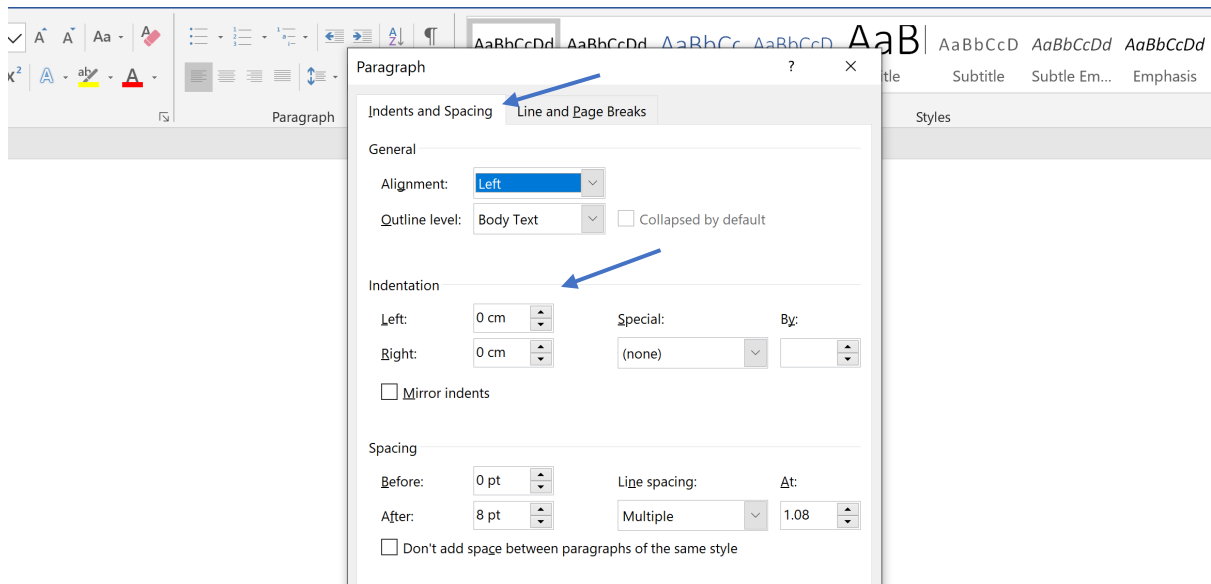 Aa
AaBbCcDd AaBbCcDd AaBbCc AaBbCcD AaB AaBbCcD AaBbCcDd AaBbCcDd
x² A ab A tle Subtitle Subtle Em... Emphasis
Paragraph Styles
Paragraph ? ×
Indents and Spacing Line and Page Breaks
General
Alignment: Left
Outline level: Body Text Collapsed by default
Indentation
Left: 0 cm Special: By:
Right: 0 cm (none)
Mirror indents
Spacing
Before: 0 pt Line spacing: At:
After: 8 pt Multiple 1.08
Don't add space between paragraphs of the same style